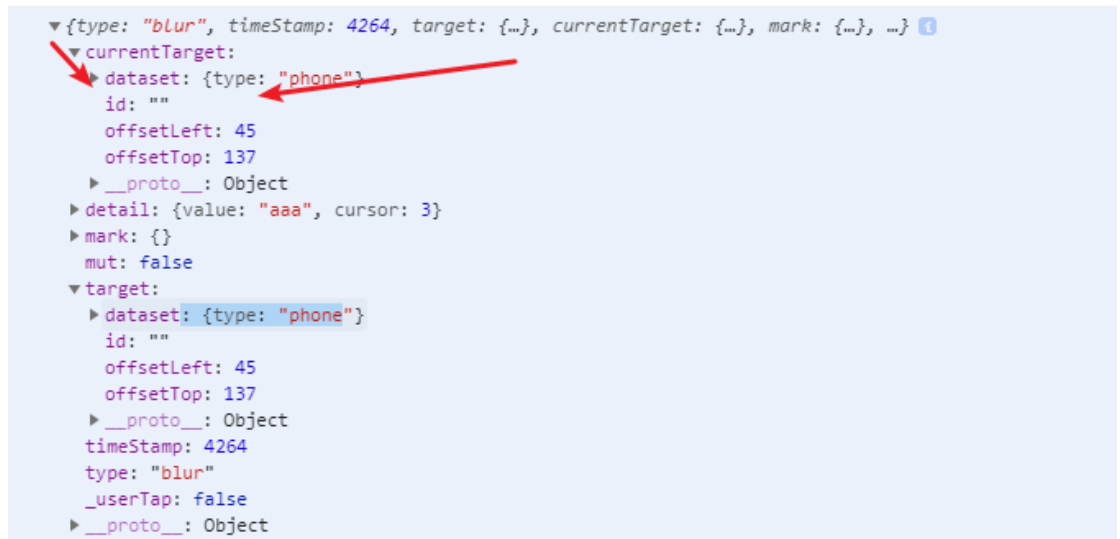 {type: "blur", timeStamp: 4264, target: {…}, currentTarget: {…}, mark: {…}, …} i
currentTarget:
dataset: {type: "phone"}
id: ""
offsetLeft: 45
offsetTop: 137
__proto__: Object
detail: {value: "aaa", cursor: 3}
mark: {}
mut: false
target:
dataset: {type: "phone"}
id: ""
offsetLeft: 45
offsetTop: 137
__proto__: Object
timeStamp: 4264
type: "blur"
_userTap: false
__proto__: Object